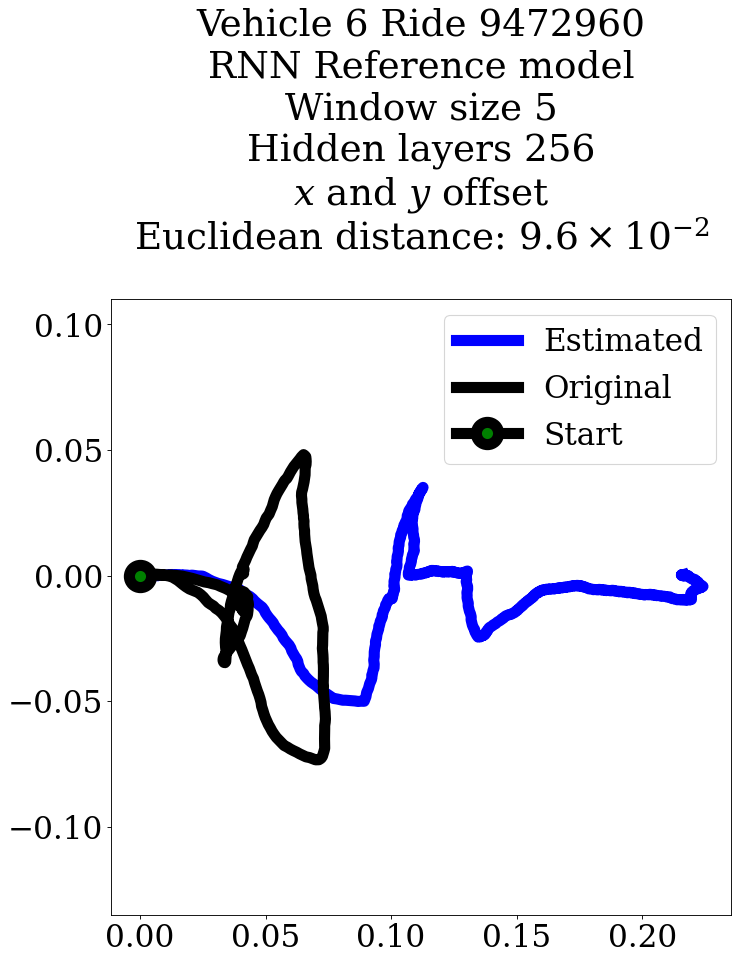 Vehicle 6 Ride 9472960
RNN Reference model
Window size 5
Hidden layers 256
x and y offset
Euclidean distance: 9.6 × 10⁻²
0.10
0.05
0.00
−0.05
−0.10
Estimated
Original
Start
0.00 0.05 0.10 0.15 0.20